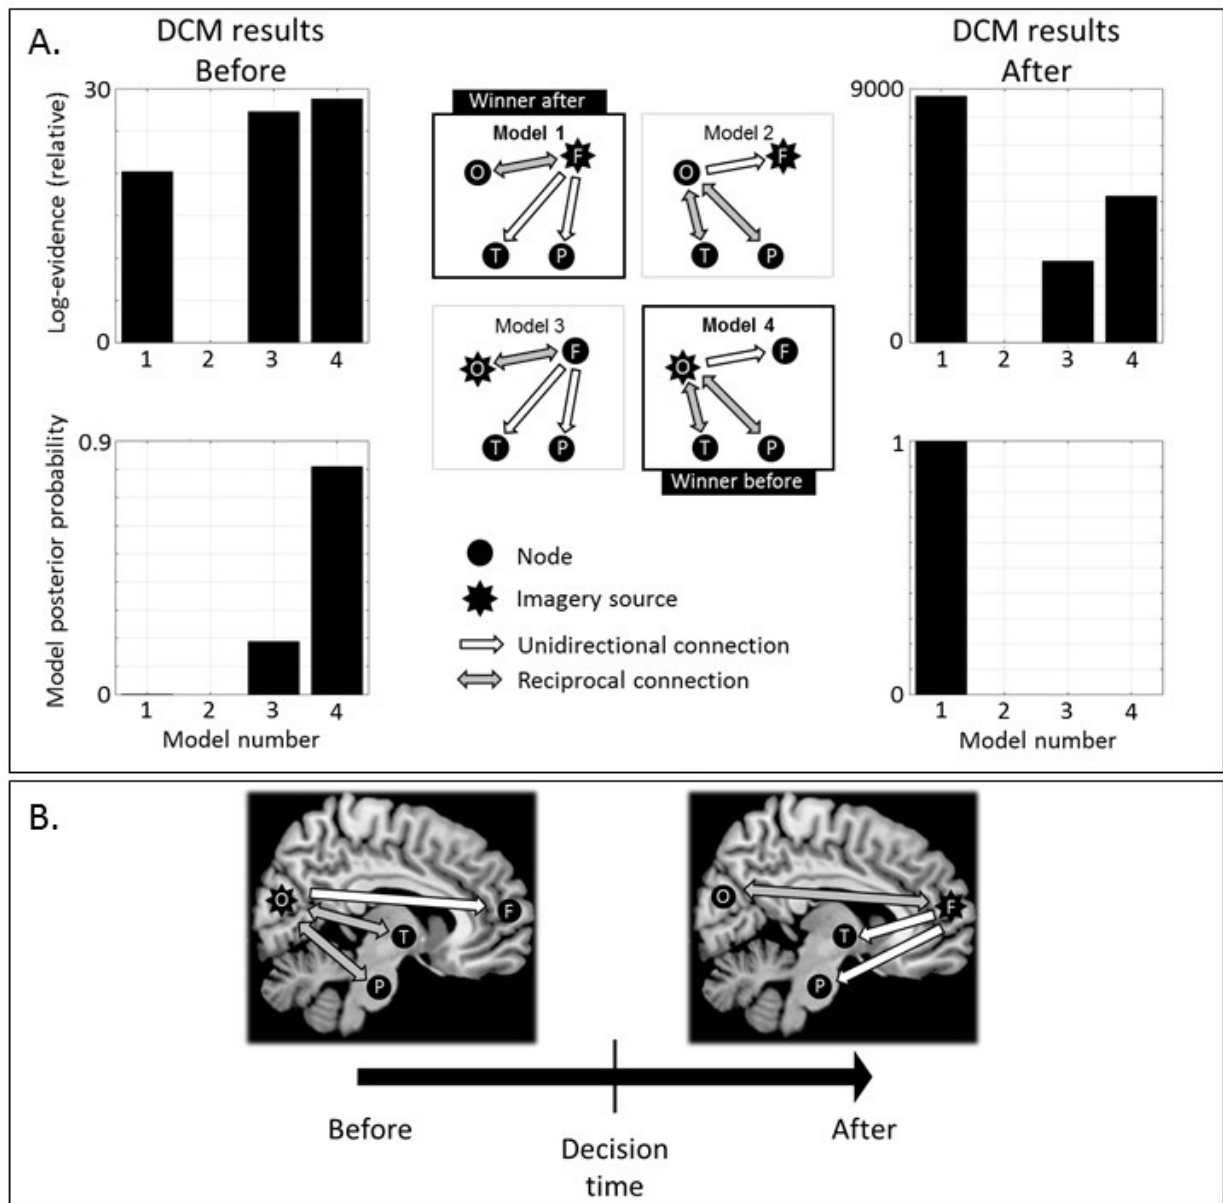 A.
DCM results
Before
Log-evidence (relative)
30
0
1 2 3 4
Model posterior probability
0.9
0
1 2 3 4
Model number
Winner after
Model 1
O F
T P
Model 2
O F
T P
Model 3
O F
T P
Model 4
O F
T P
Winner before
Node
Imagery source
Unidirectional connection
Reciprocal connection
DCM results
After
9000
0
1 2 3 4
1
0
1 2 3 4
Model number
B.
O F
T
P
O F
T
P
Before
Decision
time
After